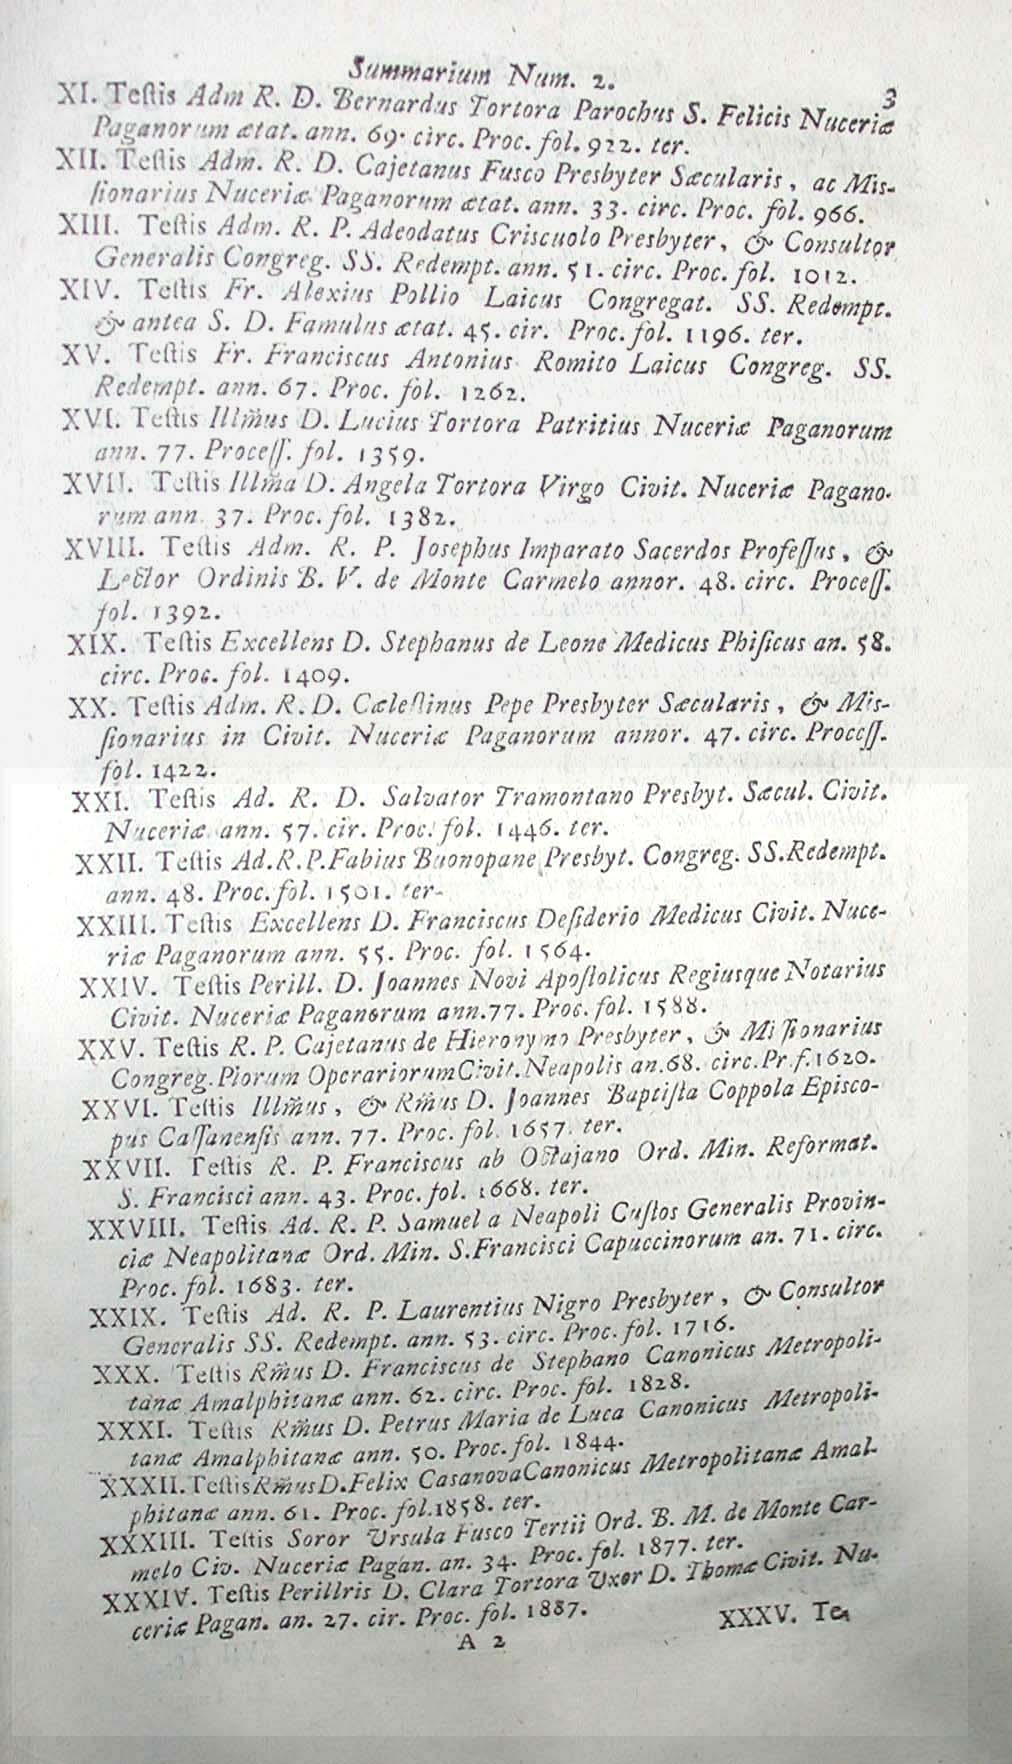 Summarium Num. 2.
3
XI. Teſtis Adm R. D. Bernardus Tortora Parochus S. Felicis Nuceriæ
Paganorum ætat. ann. 69. circ. Proc. fol. 922. ter.
XII. Teſtis Adm. R. D. Cajetanus Fusco Presbyter Sæcularis, ac Miſ-
ſionarius Nuceriæ Paganorum ætat. ann. 33. circ. Proc. fol. 966.
XIII. Teſtis Adm. R. P. Adeodatus Criscuolo Presbyter, & Consultor
Generalis Congreg. SS. Redempt. ann. 51. circ. Proc. fol. 1012.
XIV. Teſtis Fr. Alexius Pollio Laicus Congregat. SS. Redempt.
& antea S. D. Famulus ætat. 45. cir. Proc. fol. 1196. ter.
XV. Teſtis Fr. Franciscus Antonius Romito Laicus Congreg. SS.
Redempt. ann. 67. Proc. fol. 1262.
XVI. Teſtis Illm̃us D. Lucius Tortora Patritius Nuceriæ Paganorum
ann. 77. Proceſſ. fol. 1359.
XVII. Teſtis Illm̃a D. Angela Tortora Virgo Civit. Nuceriæ Pagano-
rum ann. 37. Proc. fol. 1382.
XVIII. Teſtis Adm. R. P. Josephus Imparato Sacerdos Profeſſus, &
Lector Ordinis B. V. de Monte Carmelo annor. 48. circ. Proceſſ.
fol. 1392.
XIX. Teſtis Excellens D. Stephanus de Leone Medicus Phiſicus an. 58.
circ. Proc. fol. 1409.
XX. Teſtis Adm. R. D. Cæleſtinus Pepe Presbyter Sæcularis, & Miſ-
ſionarius in Civit. Nuceriæ Paganorum annor. 47. circ. Proceſſ.
fol. 1422.
XXI. Teſtis Ad. R. D. Salvator Tramontano Presbyt. Sæcul. Civit.
Nuceriæ ann. 57. cir. Proc. fol. 1446. ter.
XXII. Teſtis Ad. R. P. Fabius Buonopane Presbyt. Congreg. SS. Redempt.
ann. 48. Proc. fol. 1501. ter.
XXIII. Teſtis Excellens D. Franciscus Deſiderio Medicus Civit. Nuce-
riæ Paganorum ann. 55. Proc. fol. 1564.
XXIV. Teſtis Perill. D. Joannes Novi Apoſtolicus Regiusque Notarius
Civit. Nuceriæ Paganorum ann. 77. Proc. fol. 1588.
XXV. Teſtis R. P. Cajetanus de Hieronymo Presbyter, & Miſſionarius
Congreg. Piorum Operariorum Civit. Neapolis an. 68. circ. Pr. f. 1620.
XXVI. Teſtis Illm̃us, & Rm̃us D. Joannes Baptiſta Coppola Episco-
pus Caſſanenſis ann. 77. Proc. fol. 1657. ter.
XXVII. Teſtis R. P. Franciscus ab Octajano Ord. Min. Reformat.
S. Francisci ann. 43. Proc. fol. 1668. ter.
XXVIII. Teſtis Ad. R. P. Samuel a Neapoli Cuſtos Generalis Provin-
ciæ Neapolitanæ Ord. Min. S. Francisci Capuccinorum an. 71. circ.
Proc. fol. 1683. ter.
XXIX. Teſtis Ad. R. P. Laurentius Nigro Presbyter, & Consultor
Generalis SS. Redempt. ann. 53. circ. Proc. fol. 1716.
XXX. Teſtis Rm̃us D. Franciscus de Stephano Canonicus Metropoli-
tanæ Amalphitanæ ann. 62. circ. Proc. fol. 1828.
XXXI. Teſtis Rm̃us D. Petrus Maria de Luca Canonicus Metropoli-
tanæ Amalphitanæ ann. 50. Proc. fol. 1844.
XXXII. Teſtis Rm̃us D. Felix Casanova Canonicus Metropolitanæ Amal-
phitanæ ann. 61. Proc. fol. 1858. ter.
XXXIII. Teſtis Soror Ursula Fusco Tertii Ord. B. M. de Monte Car-
melo Civ. Nuceriæ Pagan. an. 34. Proc. fol. 1877. ter.
XXXIV. Teſtis Perillris D. Clara Tortora Uxor D. Thomæ Civit. Nu-
ceriæ Pagan. an. 27. cir. Proc. fol. 1887.
A 2
XXXV. Te-